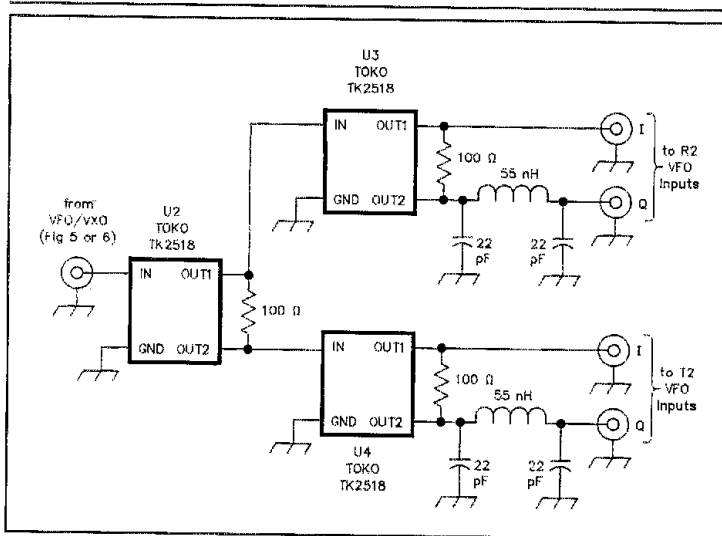 U3
TOKO
TK2518
IN OUT1
GND OUT2
100 Ω
55 nH
22
pF
22
pF
I
Q
to R2
VFO
Inputs
from
VFO/VXO
(Fig 5 or 6)
U2
TOKO
TK2518
IN OUT1
GND OUT2
100 Ω
IN OUT1
GND OUT2
U4
TOKO
TK2518
100 Ω
55 nH
22
pF
22
pF
I
Q
to T2
VFO
Inputs